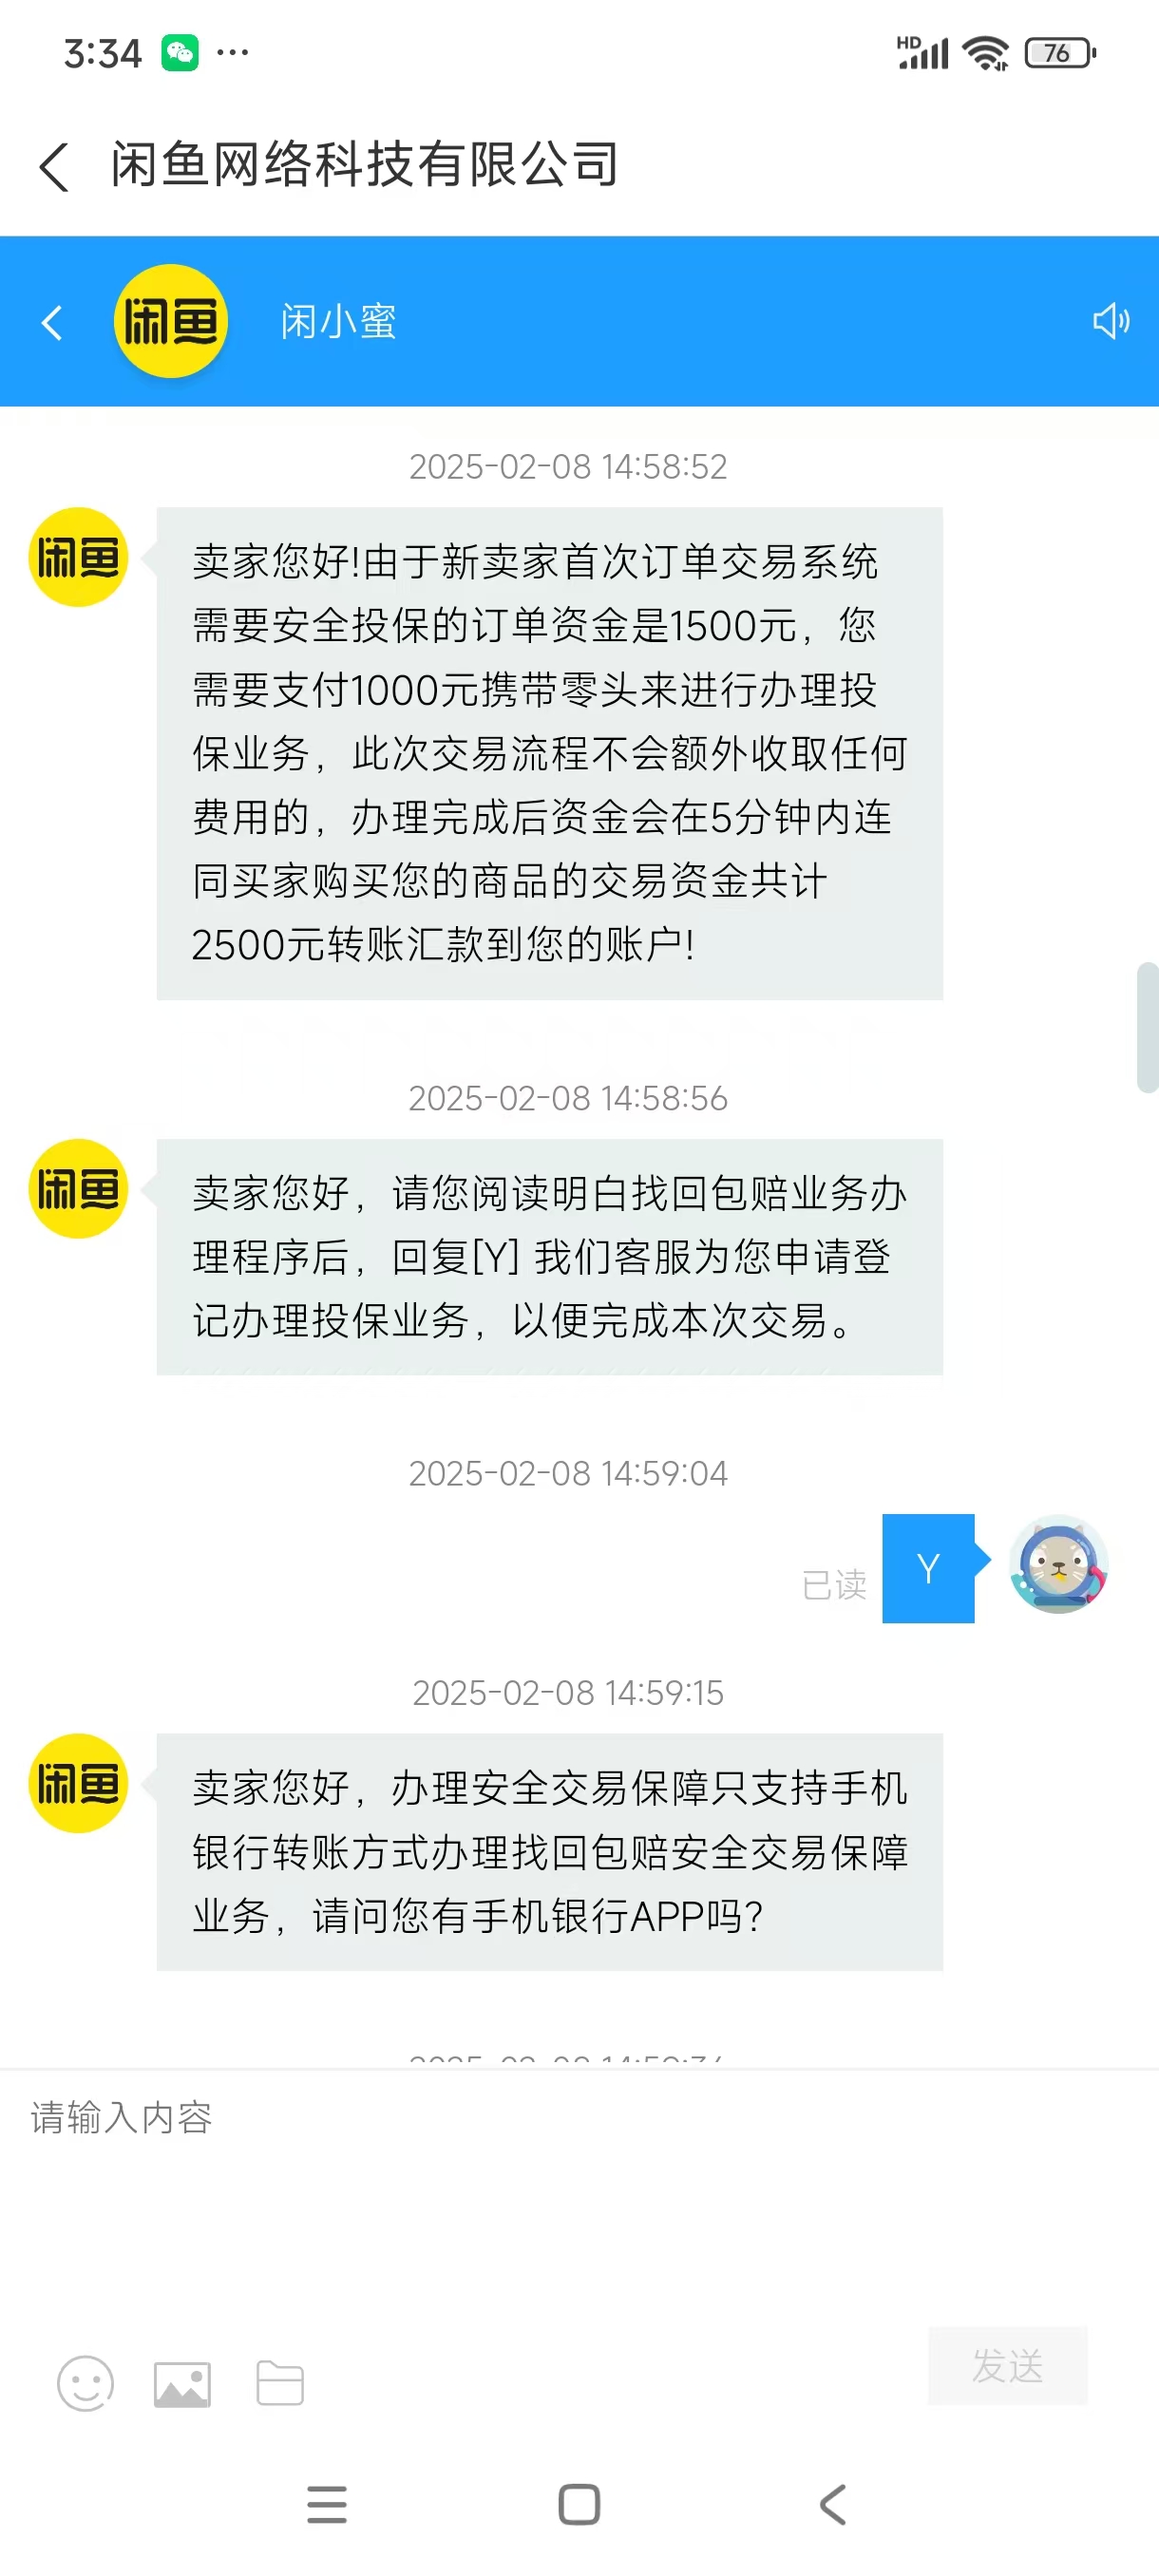 3:34 ...
HD 76
闲鱼网络科技有限公司
闲鱼 闲小蜜
2025-02-08 14:58:52
闲鱼
卖家您好!由于新卖家首次订单交易系统
需要安全投保的订单资金是1500元，您
需要支付1000元携带零头来进行办理投
保业务，此次交易流程不会额外收取任何
费用的，办理完成后资金会在5分钟内连
同买家购买您的商品的交易资金共计
2500元转账汇款到您的账户!
2025-02-08 14:58:56
闲鱼
卖家您好，请您阅读明白找回包赔业务办
理程序后，回复[Y] 我们客服为您申请登
记办理投保业务，以便完成本次交易。
2025-02-08 14:59:04
已读 Y
2025-02-08 14:59:15
闲鱼
卖家您好，办理安全交易保障只支持手机
银行转账方式办理找回包赔安全交易保障
业务，请问您有手机银行APP吗?
请输入内容
发送